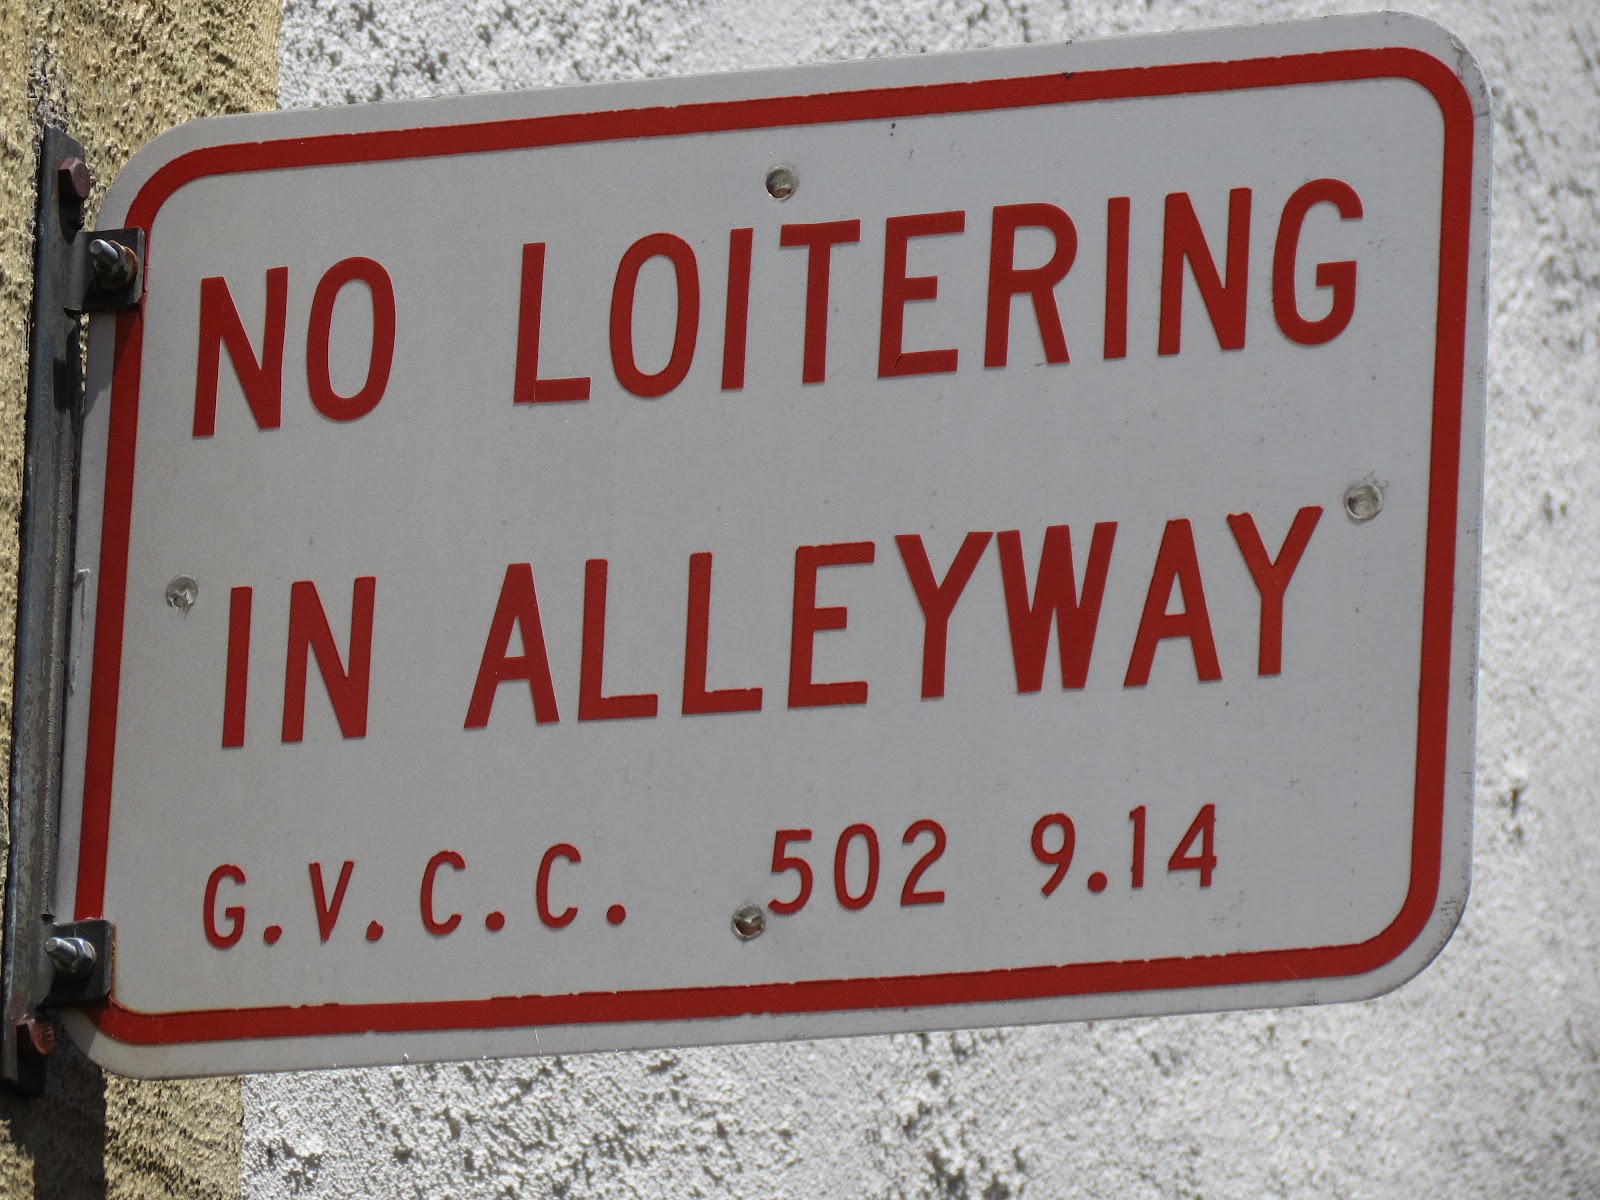 NO LOITERING
IN ALLEYWAY
G.V.C.C. 502 9.14